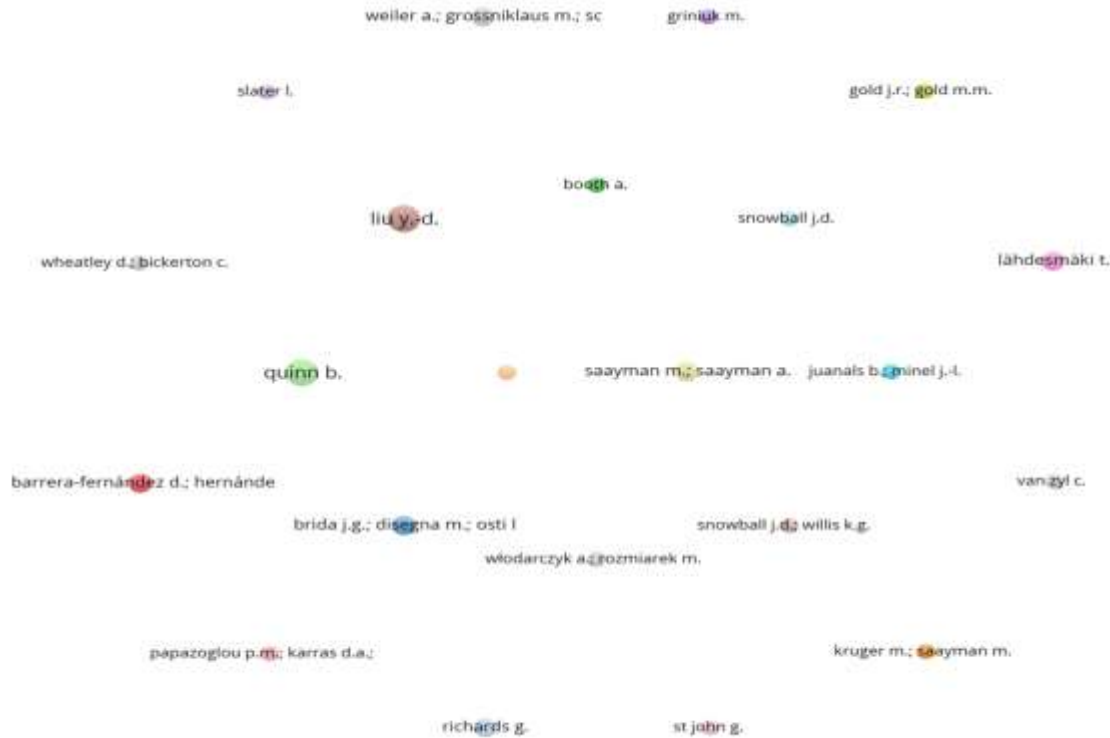 weiler a.; grossniklaus m.; sc
griniuk m.
slater l.
gold j.r.; gold m.m.
booth a.
liu y.-d.
snowball j.d.
wheatley d.; bickerton c.
lähdesmäki t.
quinn b.
saayman m.; saayman a.
juanals b.; minel j.-l.
barrera-fernández d.; hernánde
van zyl c.
brida j.g.; disegna m.; osti l
snowball j.d.; willis k.g.
włodarczyk a.; rozmiarek m.
papazoglou p.m.; karras d.a.;
kruger m.; saayman m.
richards g.
st john g.